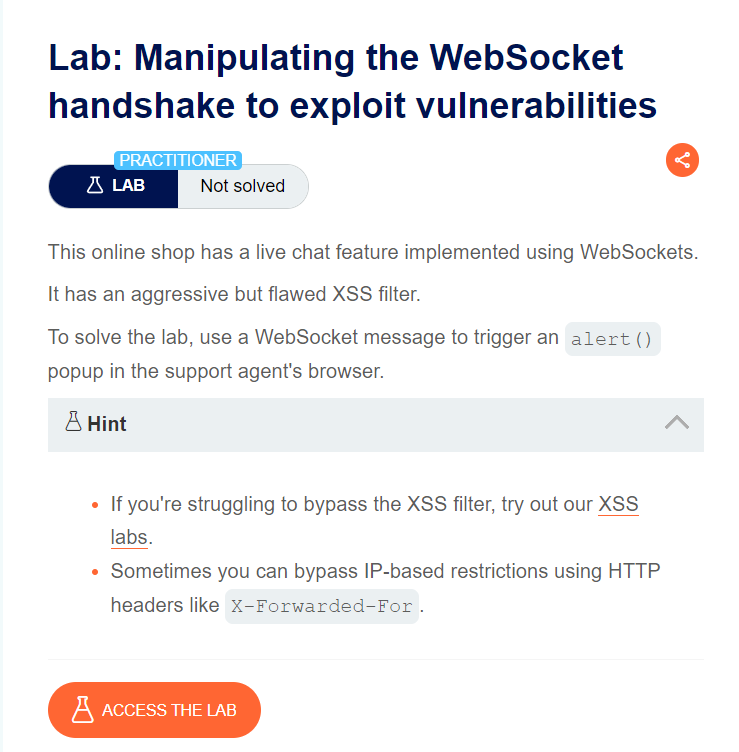 Lab: Manipulating the WebSocket
handshake to exploit vulnerabilities
PRACTITIONER
LAB
Not solved
This online shop has a live chat feature implemented using WebSockets.
It has an aggressive but flawed XSS filter.
To solve the lab, use a WebSocket message to trigger an alert()
popup in the support agent's browser.
Hint
• If you're struggling to bypass the XSS filter, try out our XSS
labs.
• Sometimes you can bypass IP-based restrictions using HTTP
headers like X-Forwarded-For.
ACCESS THE LAB